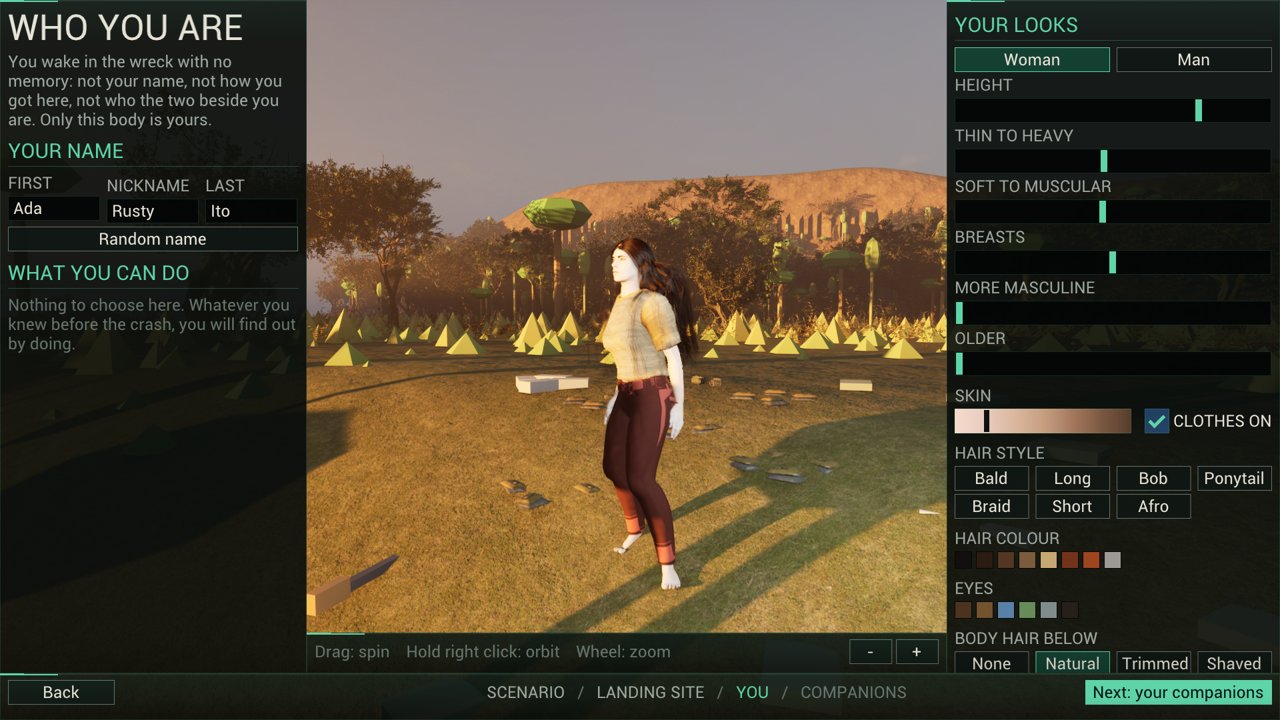 WHO YOU ARE
You wake in the wreck with no
memory: not your name, not how you
got here, not who the two beside you
are. Only this body is yours.
YOUR NAME
FIRST NICKNAME LAST
Ada Rusty Ito
Random name
WHAT YOU CAN DO
Nothing to choose here. Whatever you
knew before the crash, you will find out
by doing.
Drag: spin Hold right click: orbit Wheel: zoom - +
YOUR LOOKS
Woman Man
HEIGHT
THIN TO HEAVY
SOFT TO MUSCULAR
BREASTS
MORE MASCULINE
OLDER
SKIN
CLOTHES ON
HAIR STYLE
Bald Long Bob Ponytail
Braid Short Afro
HAIR COLOUR
EYES
BODY HAIR BELOW
None Natural Trimmed Shaved
Back SCENARIO / LANDING SITE / YOU / COMPANIONS Next: your companions